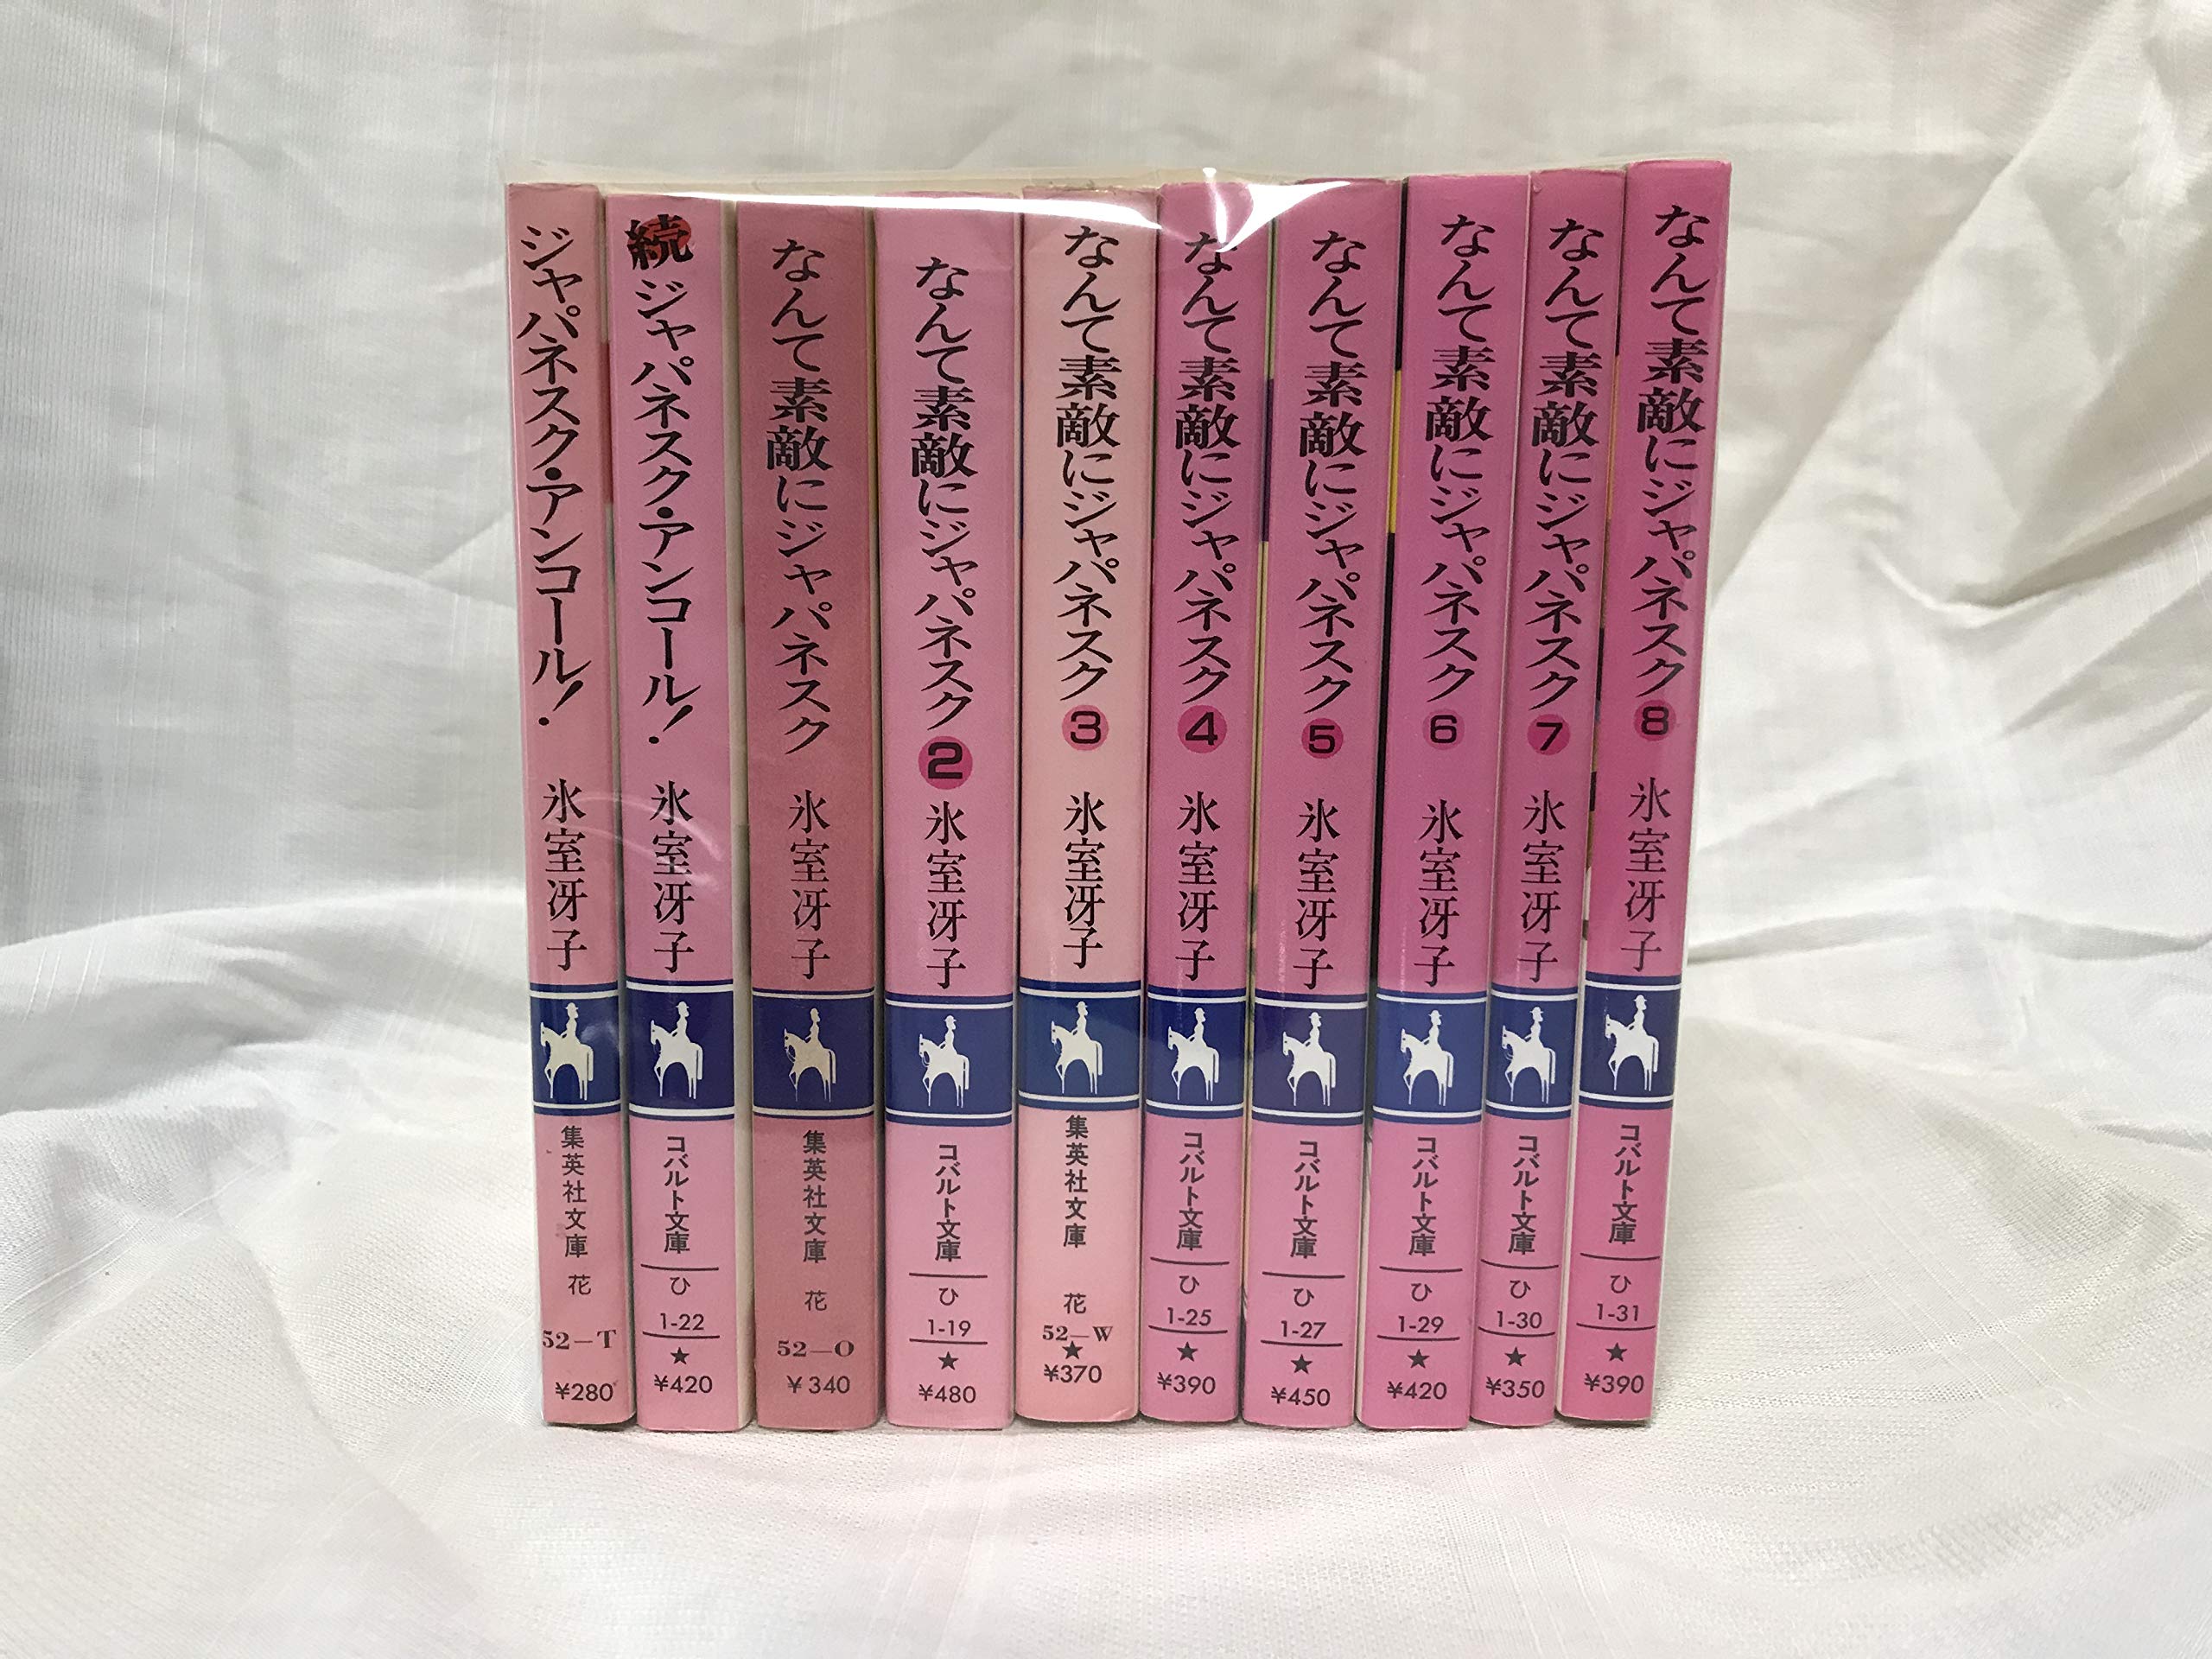 ジャパネスク・アンコール!
氷室冴子
集英社文庫
花
52-T
¥280
続ジャパネスク・アンコール!
氷室冴子
コバルト文庫
ひ
1-22
★
¥420
なんて素敵にジャパネスク
氷室冴子
集英社文庫
花
52-O
¥340
なんて素敵にジャパネスク2
氷室冴子
コバルト文庫
ひ
1-19
★
¥480
なんて素敵にジャパネスク3
氷室冴子
集英社文庫
花
52-W
★
¥370
なんて素敵にジャパネスク4
氷室冴子
コバルト文庫
ひ
1-25
★
¥390
なんて素敵にジャパネスク5
氷室冴子
コバルト文庫
ひ
1-27
★
¥450
なんて素敵にジャパネスク6
氷室冴子
コバルト文庫
ひ
1-29
★
¥420
なんて素敵にジャパネスク7
氷室冴子
コバルト文庫
ひ
1-30
★
¥350
なんて素敵にジャパネスク8
氷室冴子
コバルト文庫
ひ
1-31
★
¥390